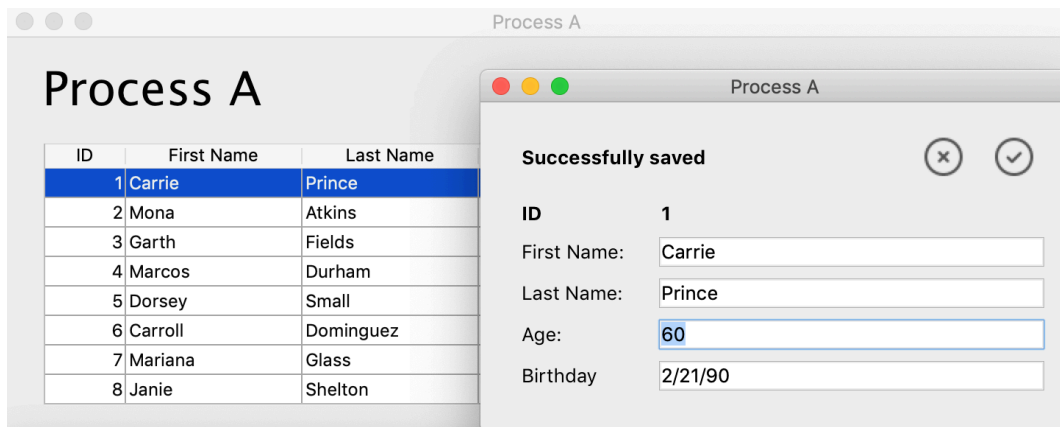 Process A
Process A
ID First Name Last Name
1 Carrie Prince
2 Mona Atkins
3 Garth Fields
4 Marcos Durham
5 Dorsey Small
6 Carroll Dominguez
7 Mariana Glass
8 Janie Shelton
Process A
Successfully saved
ID 1
First Name: Carrie
Last Name: Prince
Age: 60
Birthday 2/21/90